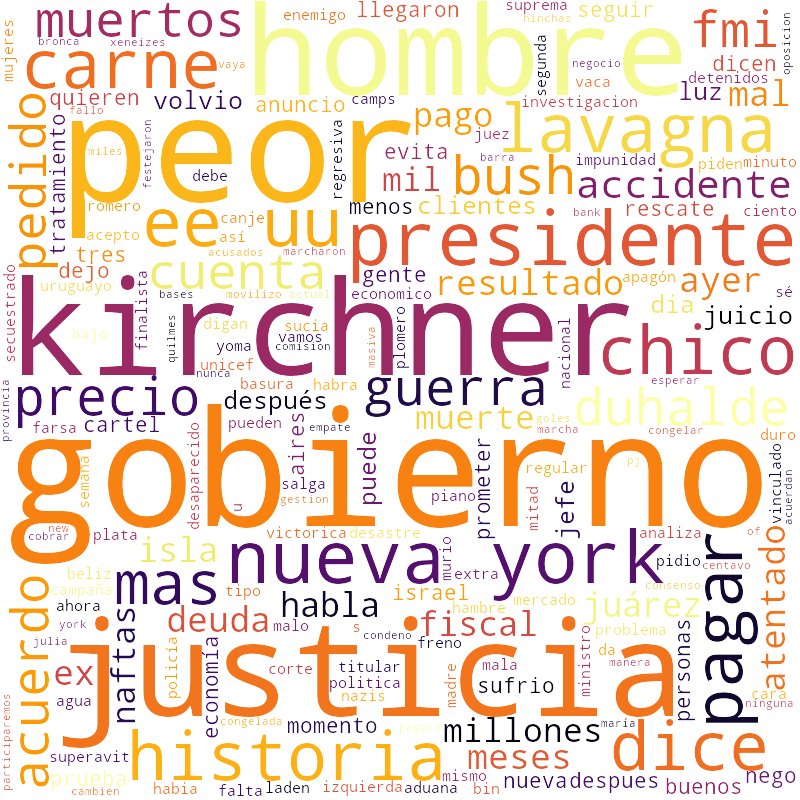 mujeres
bronca
xeneizes
vaya
muertos
enemigo
llegaron
hombre
suprema
hinchas
seguir
fmi
oposicion
carne
segunda
negocio
dicen
detenidos
vaca
luz
mal
quieren
fallo
volvio
anuncio
camps
pago
investigacion
lavagna
pedido
tratamiento
miles
festejaron
peor
debe
regresiva
evita
juez
barra
mil
bush
impunidad
piden
minuto
accidente
romero
acepto
ee uu
canje
así
menos
clientes
bank
rescate
ciento
tres
acusados
marcharon
presidente
dejo
uruguayo
cuenta
gente
economico
resultado
apagón
ayer
secuestrado
bases
movilizo
actual
dia
sé
bajo
finalista
quilmes
digan
sucia
vamos
comision
kirchner
masiva
plomero
nacional
juicio
yoma
nunca
unicef
chico
esperar
provincia
precio
basura
habra
guerra
farsa
cartel
después
pueden
empate
muerte
goles
marcha
duhalde
congelar
oposicion
semana
desaparecido
gestion
aires
salga
puede
prometer
regular
pj
duro
gobierno
u
piano
mitad
jefe
vinculado
acuerdan
new
cobrar
plata
victorica
desastre
murio
analiza
of
isla
nueva york
pidio
centavo
consenso
acuerdo
beliz
campaña
mas
tipo
extra
israel
hambre
mercado
juárez
pagar
atentado
ahora
york
naftas
deuda
malo
habla
s
condeno
fiscal
freno
problema
da
manera
julia
ex
policia
economía
corte
titular
politica
nazis
madre
mala
sufrio
ministro
personas
cara
ninguna
agua
justicia
congelada
momento
pagara
millones
maría
participaremos
superavit
historia
meses
dice
prueba
cambien
habia
falta
laden
izquierda
aduana
mismo
bin
nuevadespues
buenos
nego